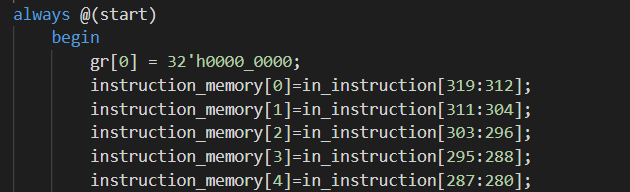 always @(start)
begin
gr[0] = 32'h0000_0000;
instruction_memory[0]=in_instruction[319:312];
instruction_memory[1]=in_instruction[311:304];
instruction_memory[2]=in_instruction[303:296];
instruction_memory[3]=in_instruction[295:288];
instruction_memory[4]=in_instruction[287:280];